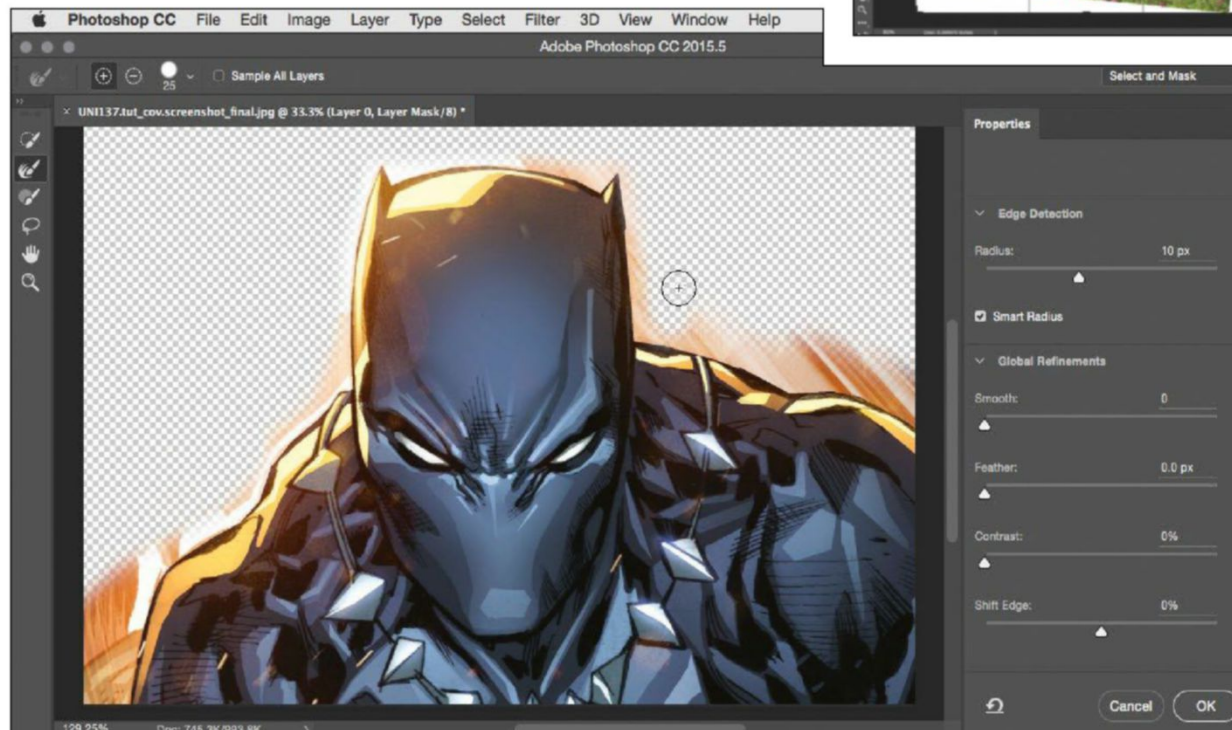 Photoshop CC File Edit Image Layer Type Select Filter 3D View Window Help
Adobe Photoshop CC 2015.5
25 Sample All Layers
Select and Mask
× UNI137.tut_cov.screenshot_final.jpg @ 33.3% (Layer 0, Layer Mask/8) *
Properties
Edge Detection
Radius: 10 px
Smart Radius
Global Refinements
Smooth: 0
Feather: 0.0 px
Contrast: 0%
Shift Edge: 0%
Cancel OK
129.25%